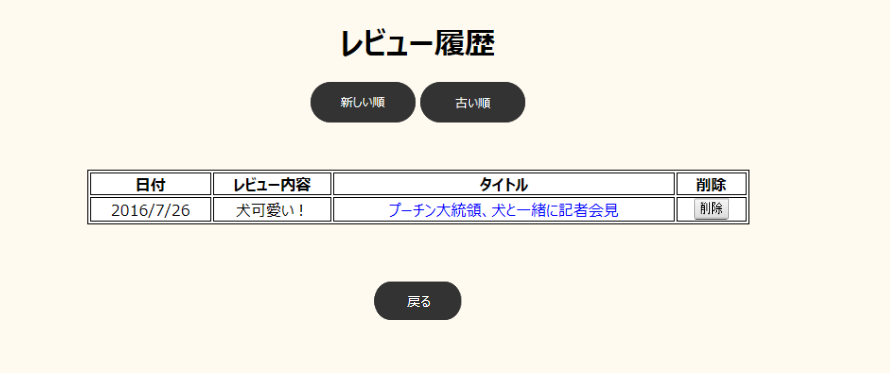 レビュー履歴
新しい順 古い順
日付 レビュー内容 タイトル 削除
2016/7/26 犬可愛い！ プーチン大統領、犬と一緒に記者会見 削除
戻る